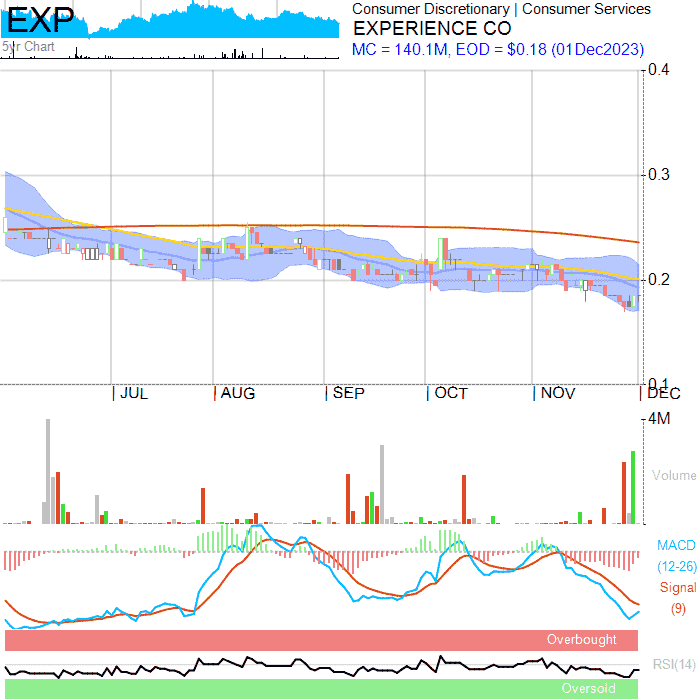 EXP
5yr Chart
Consumer Discretionary | Consumer Services
EXPERIENCE CO
MC = 140.1M, EOD = $0.18 (01Dec2023)
0.4
0.3
0.2
0.1
JUL AUG SEP OCT NOV DEC
4M
Volume
MACD
(12-26)
Signal
(9)
Overbought
RSI(14)
Oversold